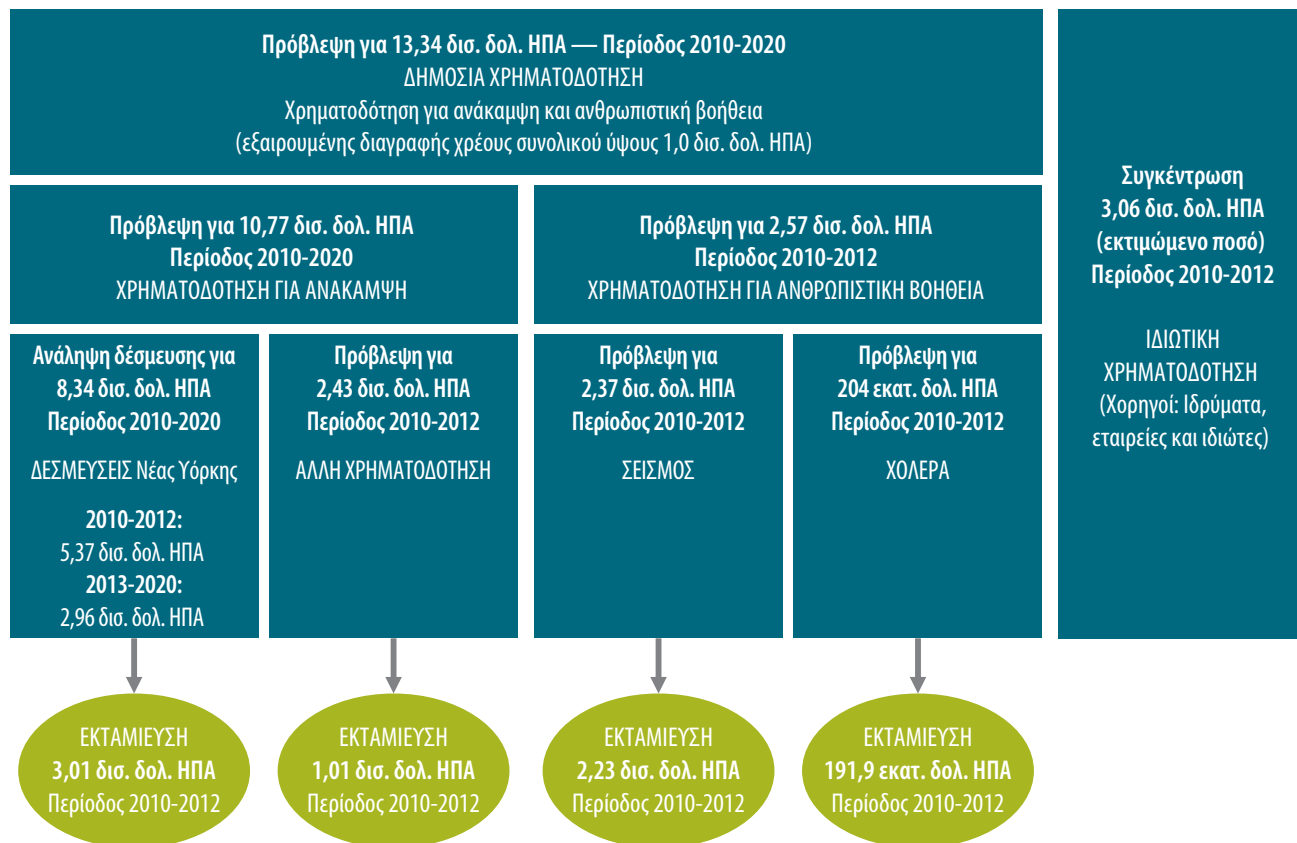 Πρόβλεψη για 13,34 δισ. δολ. ΗΠΑ — Περίοδος 2010-2020
ΔΗΜΟΣΙΑ ΧΡΗΜΑΤΟΔΟΤΗΣΗ
Χρηματοδότηση για ανάκαμψη και ανθρωπιστική βοήθεια
(εξαιρουμένης διαγραφής χρέους συνολικού ύψους 1,0 δισ. δολ. ΗΠΑ)
Πρόβλεψη για 10,77 δισ. δολ. ΗΠΑ
Περίοδος 2010-2020
ΧΡΗΜΑΤΟΔΟΤΗΣΗ ΓΙΑ ΑΝΑΚΑΜΨΗ
Πρόβλεψη για 2,57 δισ. δολ. ΗΠΑ
Περίοδος 2010-2012
ΧΡΗΜΑΤΟΔΟΤΗΣΗ ΓΙΑ ΑΝΘΡΩΠΙΣΤΙΚΗ ΒΟΗΘΕΙΑ
Ανάληψη δέσμευσης για
8,34 δισ. δολ. ΗΠΑ
Περίοδος 2010-2020
ΔΕΣΜΕΥΣΕΙΣ Νέας Υόρκης
2010-2012:
5,37 δισ. δολ. ΗΠΑ
2013-2020:
2,96 δισ. δολ. ΗΠΑ
Πρόβλεψη για
2,43 δισ. δολ. ΗΠΑ
Περίοδος 2010-2012
ΑΛΛΗ ΧΡΗΜΑΤΟΔΟΤΗΣΗ
Πρόβλεψη για
2,37 δισ. δολ. ΗΠΑ
Περίοδος 2010-2012
ΣΕΙΣΜΟΣ
Πρόβλεψη για
204 εκατ. δολ. ΗΠΑ
Περίοδος 2010-2012
ΧΟΛΕΡΑ
Συγκέντρωση
3,06 δισ. δολ. ΗΠΑ
(εκτιμώμενο ποσό)
Περίοδος 2010-2012
ΙΔΙΩΤΙΚΗ
ΧΡΗΜΑΤΟΔΟΤΗΣΗ
(Χορηγοί: Ιδρύματα,
εταιρείες και ιδιώτες)
ΕΚΤΑΜΙΕΥΣΗ
3,01 δισ. δολ. ΗΠΑ
Περίοδος 2010-2012
ΕΚΤΑΜΙΕΥΣΗ
1,01 δισ. δολ. ΗΠΑ
Περίοδος 2010-2012
ΕΚΤΑΜΙΕΥΣΗ
2,23 δισ. δολ. ΗΠΑ
Περίοδος 2010-2012
ΕΚΤΑΜΙΕΥΣΗ
191,9 εκατ. δολ. ΗΠΑ
Περίοδος 2010-2012